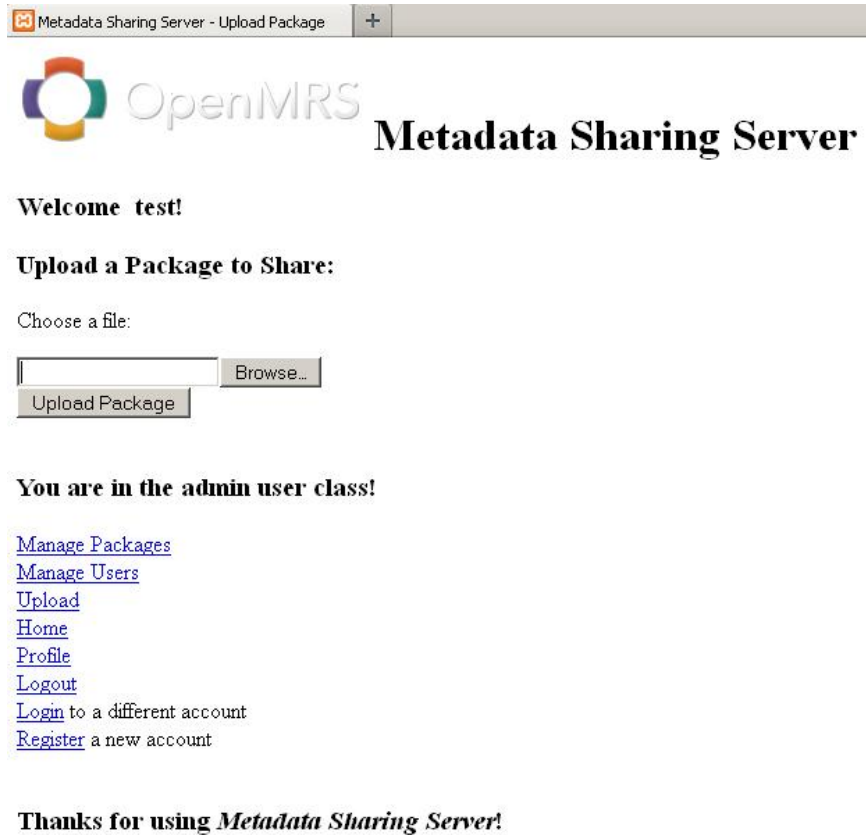 Metadata Sharing Server - Upload Package
+
OpenMRS
Metadata Sharing Server
Welcome test!
Upload a Package to Share:
Choose a file:
Browse...
Upload Package
You are in the admin user class!
Manage Packages
Manage Users
Upload
Home
Profile
Logout
Login to a different account
Register a new account
Thanks for using Metadata Sharing Server!